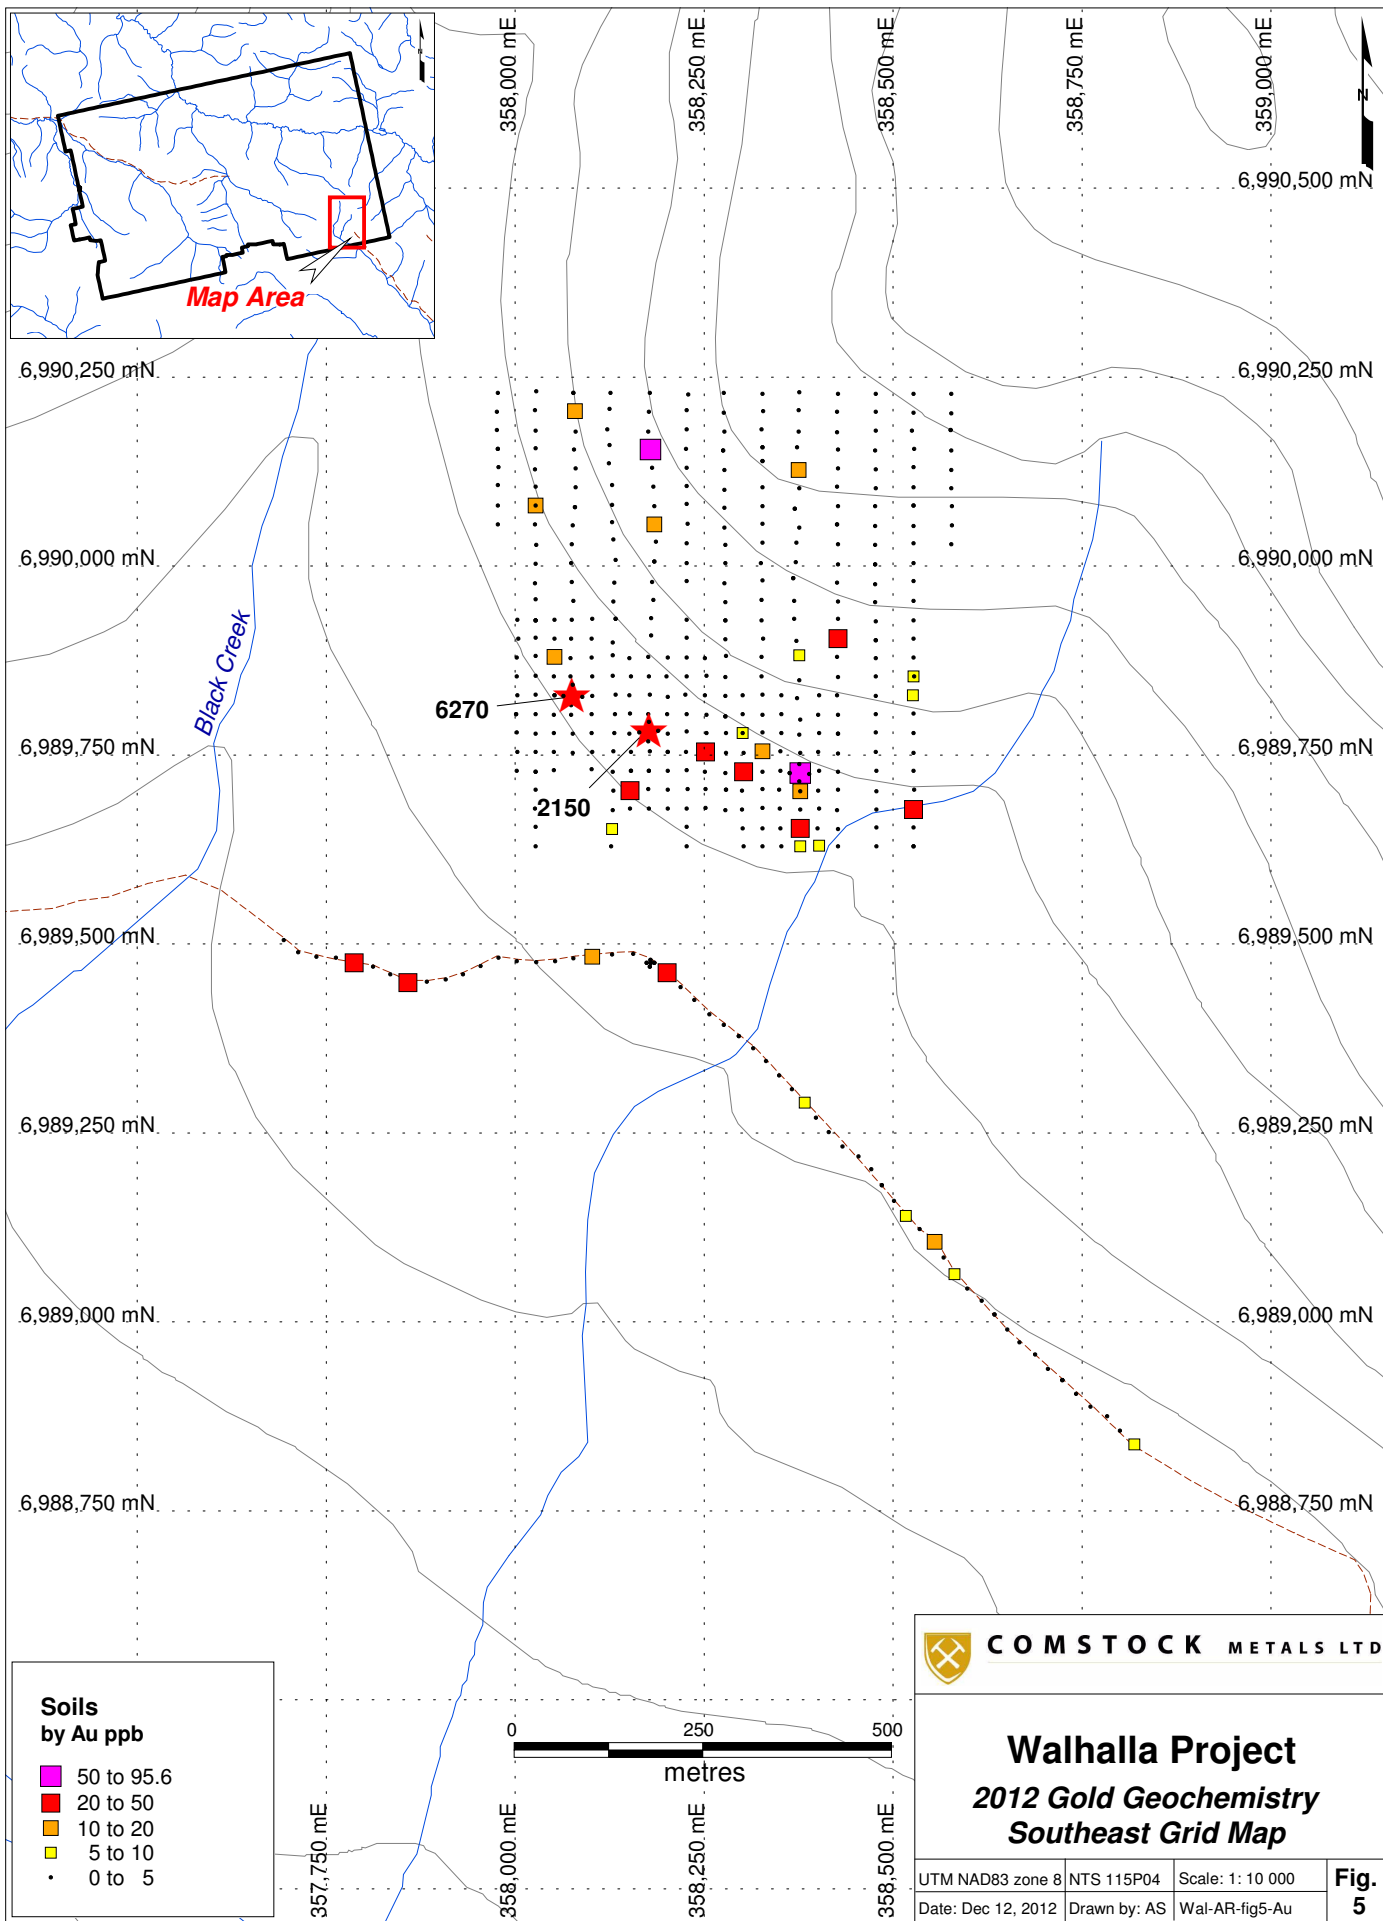 358,000 mE
358,250 mE
358,500 mE
358,750 mE
359,000 mE
N
Map Area
6,990,500 mN
6,990,250 mN
6,990,250 mN
6,990,000 mN
6,990,000 mN
Black Creek
6270
6,989,750 mN
6,989,750 mN
2150
6,989,500 mN
6,989,500 mN
6,989,250 mN
6,989,250 mN
6,989,000 mN
6,989,000 mN
6,988,750 mN
6,988,750 mN
Soils
by Au ppb
50 to 95.6
20 to 50
10 to 20
5 to 10
0 to 5
0 250 500
metres
357,750 mE
358,000 mE
358,250 mE
358,500 mE
COMSTOCK METALS LTD
Walhalla Project
2012 Gold Geochemistry
Southeast Grid Map
UTM NAD83 zone 8 NTS 115P04 Scale: 1: 10 000
Date: Dec 12, 2012 Drawn by: AS Wal-AR-fig5-Au
Fig.
5